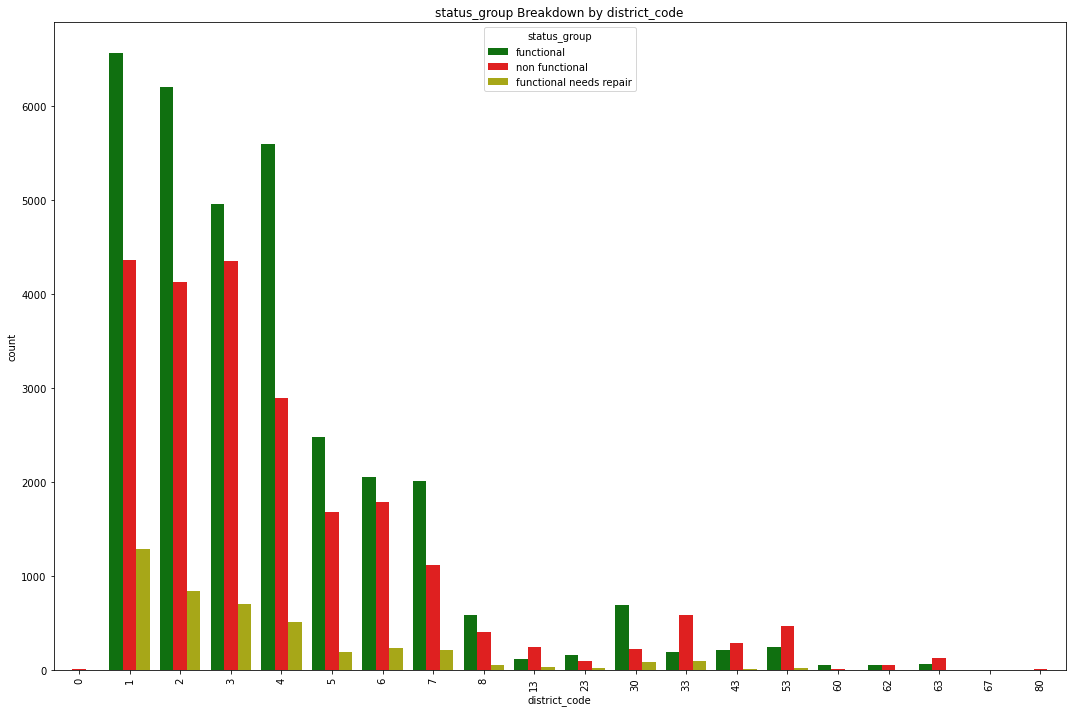 status_group Breakdown by district_code
status_group
functional
non functional
functional needs repair
6000
5000
4000
3000
2000
1000
0
count
0 1 2 3 4 5 6 7 8 13 23 30 33 43 53 60 62 63 67 80
district_code